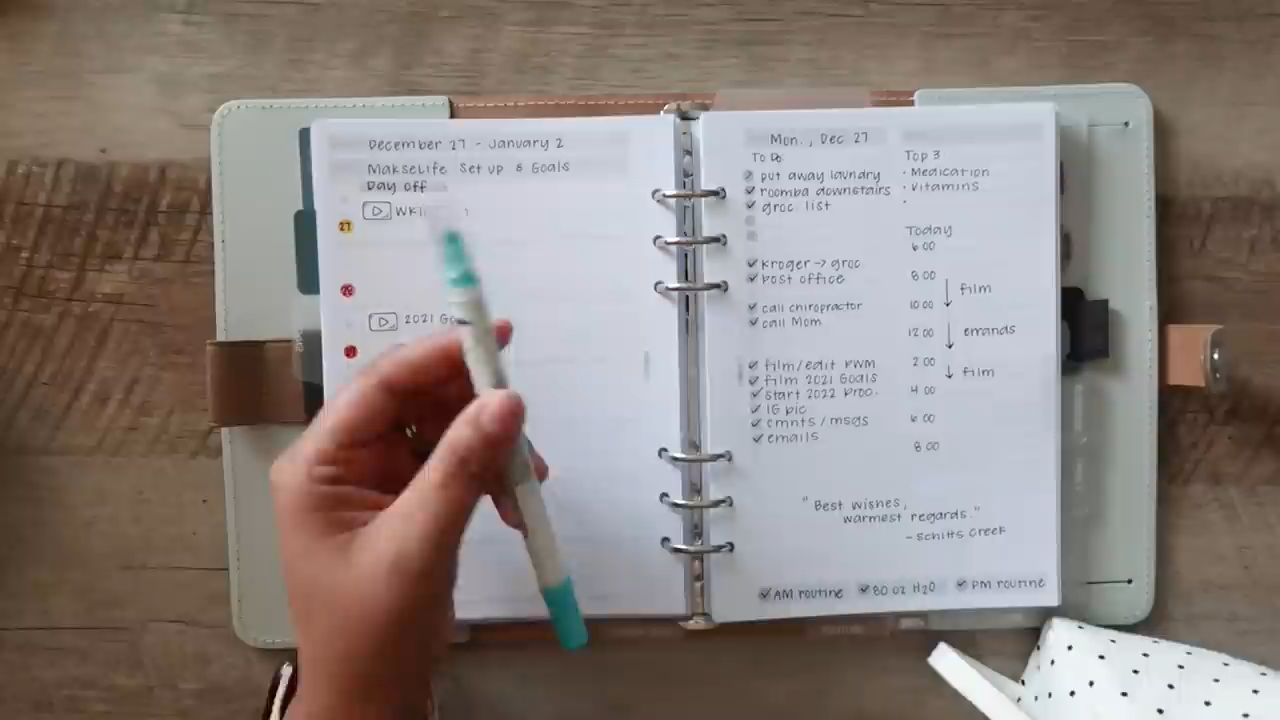 December 27 - January 2
Makselife Set up & Goals
Day off
27
2021
Mon., Dec 27
To Do
put away laundry
roomba downstairs
groc list
Kroger → groc
post office
call chiropractor
call Mom
film/edit PWM
film 2021 Goals
start 2022 proc.
IG pic
cmnts/msgs
emails
Top 3
· Medication
· Vitamins
·
Today
6 00
8 00
film
10 00
12 00
errands
2 00
film
4 00
6 00
8 00
"Best wishes,
warmest regards."
- Schitts Creek
AM routine
80 oz H2O
PM routine